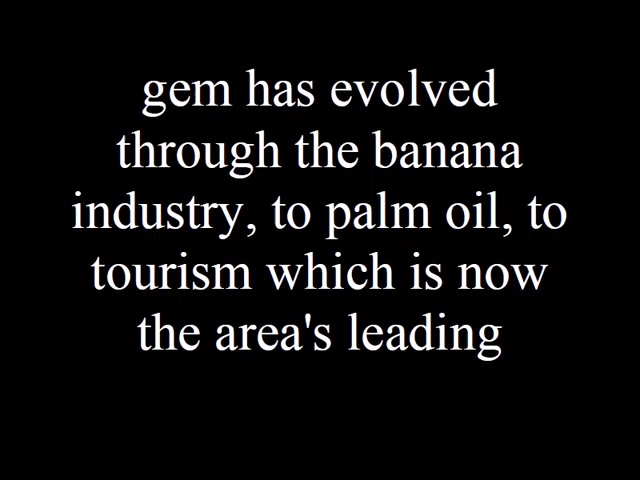 gem has evolved
through the banana
industry, to palm oil, to
tourism which is now
the area's leading